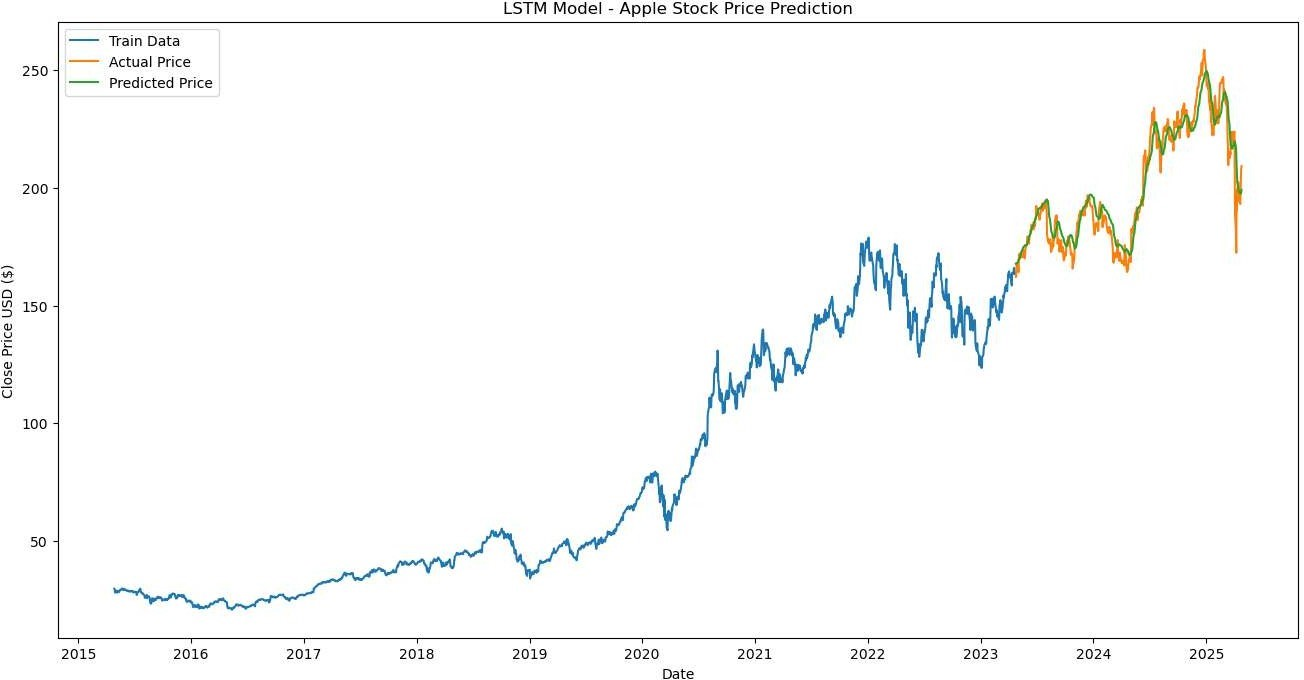 LSTM Model - Apple Stock Price Prediction
Train Data
Actual Price
Predicted Price
250
200
150
100
50
Close Price USD ($)
2015 2016 2017 2018 2019 2020 2021 2022 2023 2024 2025
Date